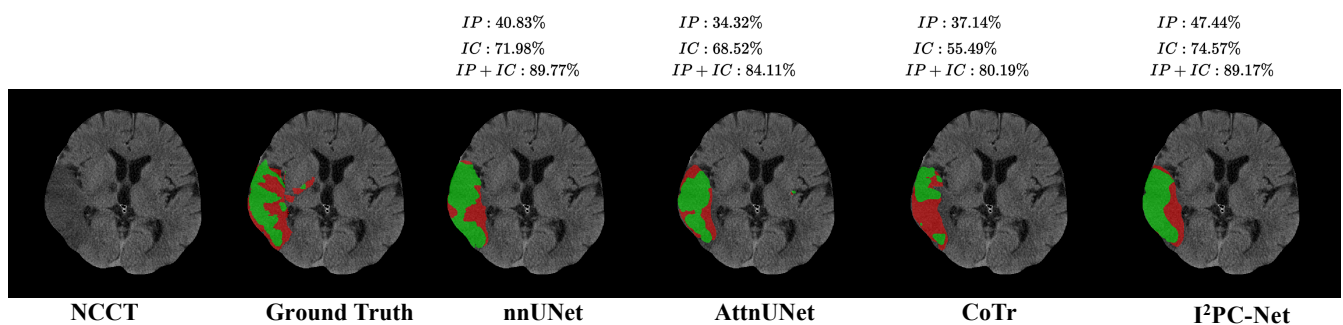 IP : 40.83% IP : 34.32% IP : 37.14% IP : 47.44%
IC : 71.98% IC : 68.52% IC : 55.49% IC : 74.57%
IP + IC : 89.77% IP + IC : 84.11% IP + IC : 80.19% IP + IC : 89.17%
NCCT Ground Truth nnUNet AttnUNet CoTr I²PC-Net